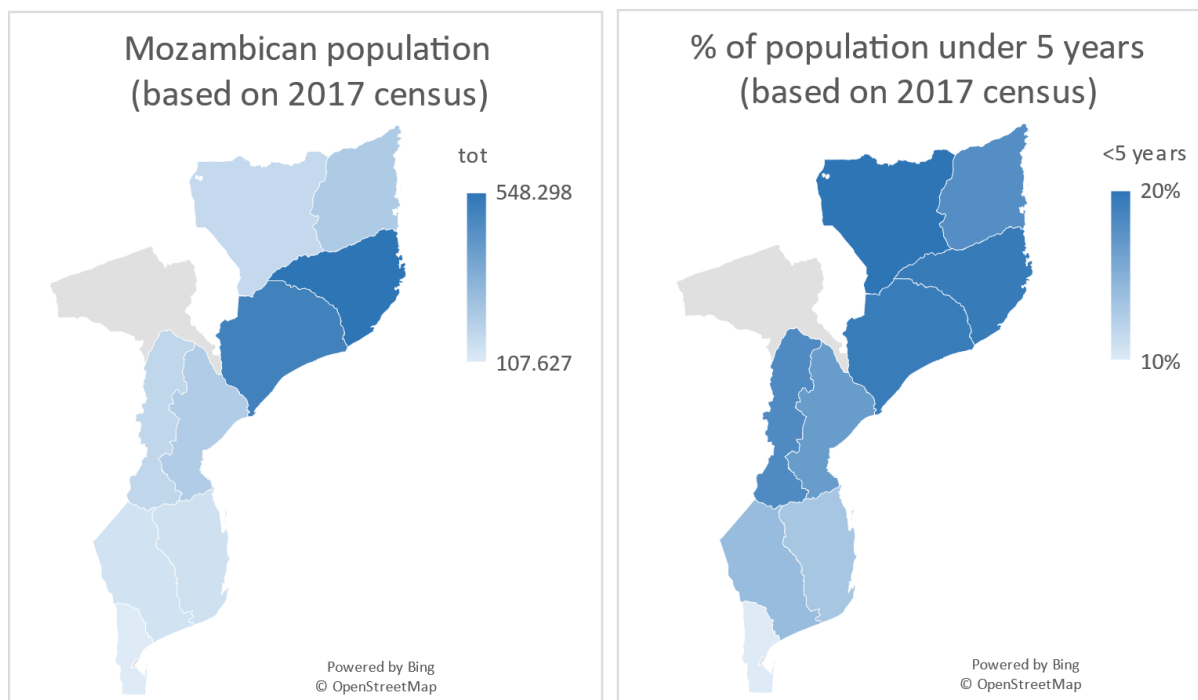 Mozambican population
(based on 2017 census)
tot
548.298
107.627
Powered by Bing
© OpenStreetMap
% of population under 5 years
(based on 2017 census)
<5 years
20%
10%
Powered by Bing
© OpenStreetMap